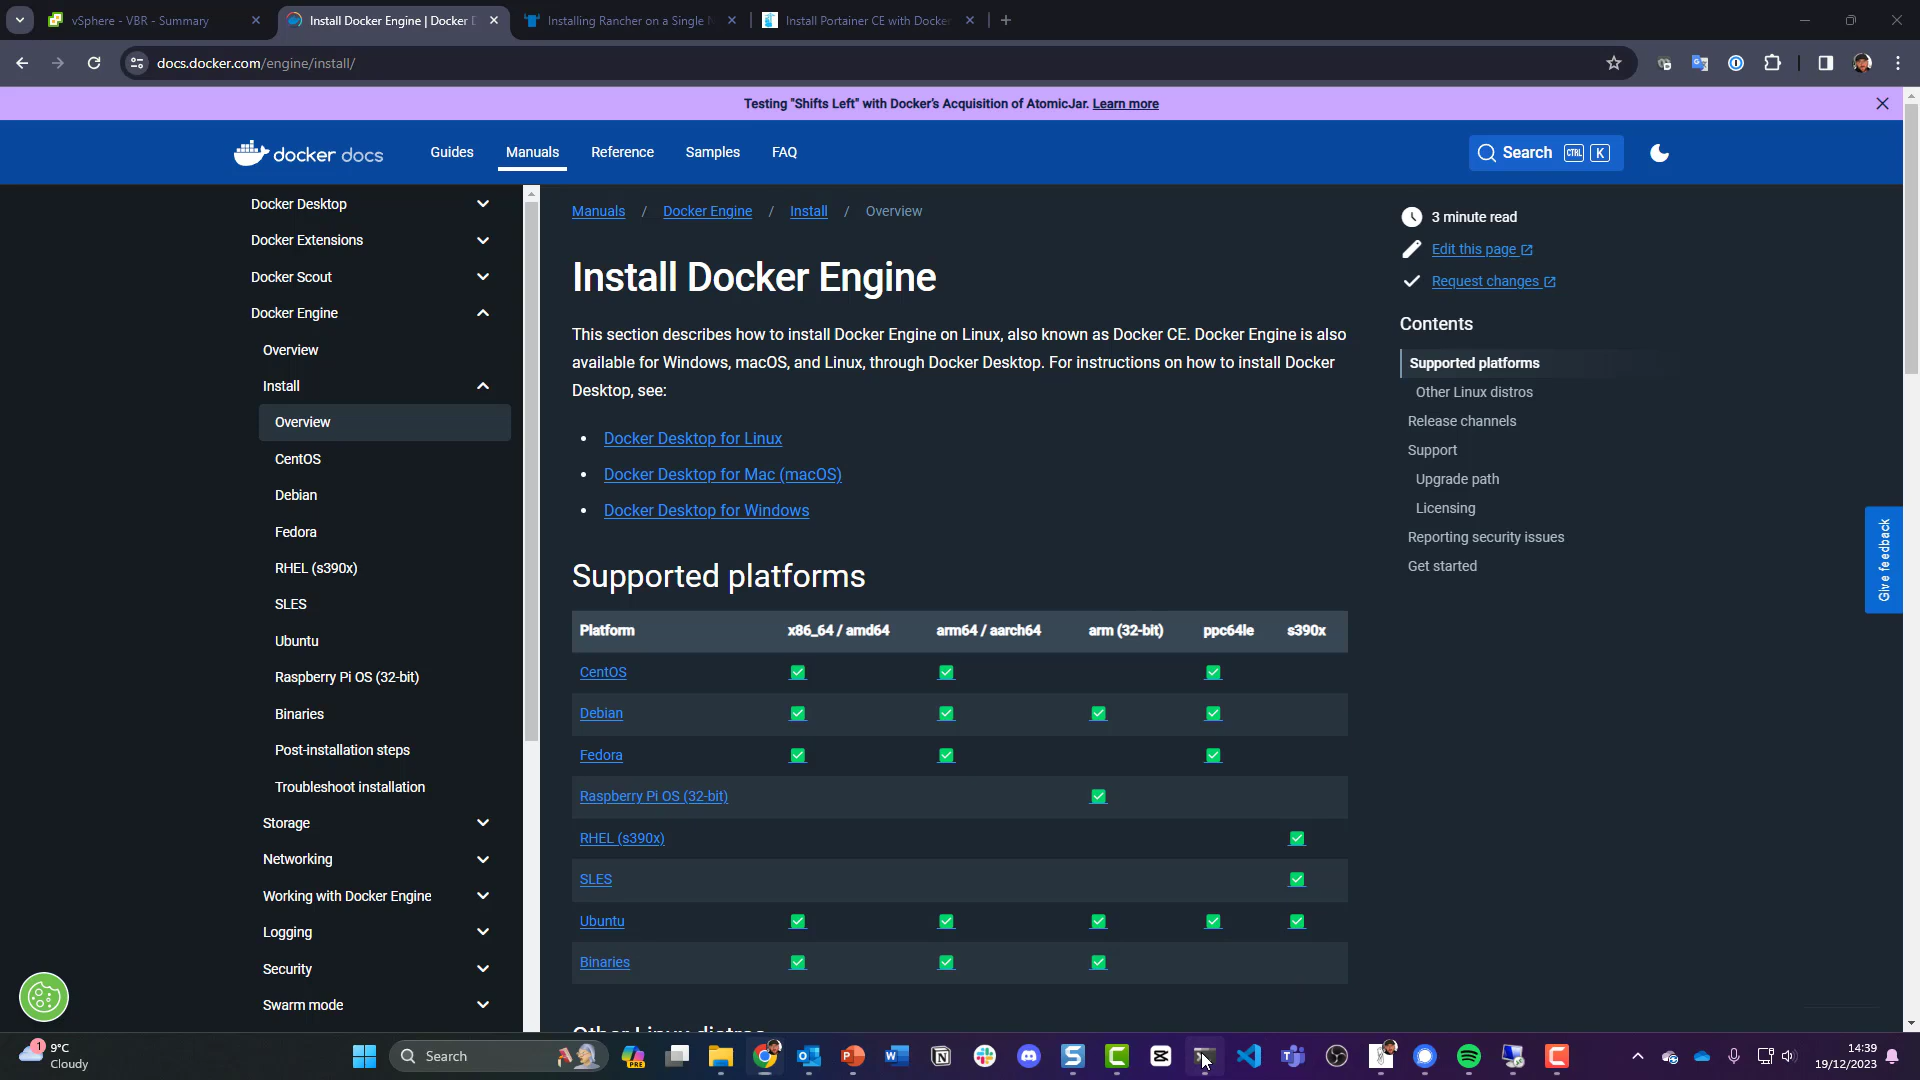 vSphere - VBR - Summary
Install Docker Engine | Docker D
Installing Rancher on a Single
Install Portainer CE with Docker
docs.docker.com/engine/install/
Testing "Shifts Left" with Docker's Acquisition of AtomicJar. Learn more
docker docs
Guides
Manuals
Reference
Samples
FAQ
Search CTRL K
Docker Desktop
Docker Extensions
Docker Scout
Docker Engine
Overview
Install
Overview
CentOS
Debian
Fedora
RHEL (s390x)
SLES
Ubuntu
Raspberry Pi OS (32-bit)
Binaries
Post-installation steps
Troubleshoot installation
Storage
Networking
Working with Docker Engine
Logging
Security
Swarm mode
Manuals / Docker Engine / Install / Overview
Install Docker Engine
This section describes how to install Docker Engine on Linux, also known as Docker CE. Docker Engine is also
available for Windows, macOS, and Linux, through Docker Desktop. For instructions on how to install Docker
Desktop, see:
• Docker Desktop for Linux
• Docker Desktop for Mac (macOS)
• Docker Desktop for Windows
Supported platforms
Platform x86_64 / amd64 arm64 / aarch64 arm (32-bit) ppc64le s390x
CentOS ✅ ✅ ✅
Debian ✅ ✅ ✅ ✅
Fedora ✅ ✅ ✅
Raspberry Pi OS (32-bit) ✅
RHEL (s390x) ✅
SLES ✅
Ubuntu ✅ ✅ ✅ ✅ ✅
Binaries ✅ ✅ ✅
Other Linux distros
3 minute read
Edit this page
Request changes
Contents
Supported platforms
Other Linux distros
Release channels
Support
Upgrade path
Licensing
Reporting security issues
Get started
Give feedback
1
9°C
Cloudy
Search
PRE
14:39
19/12/2023